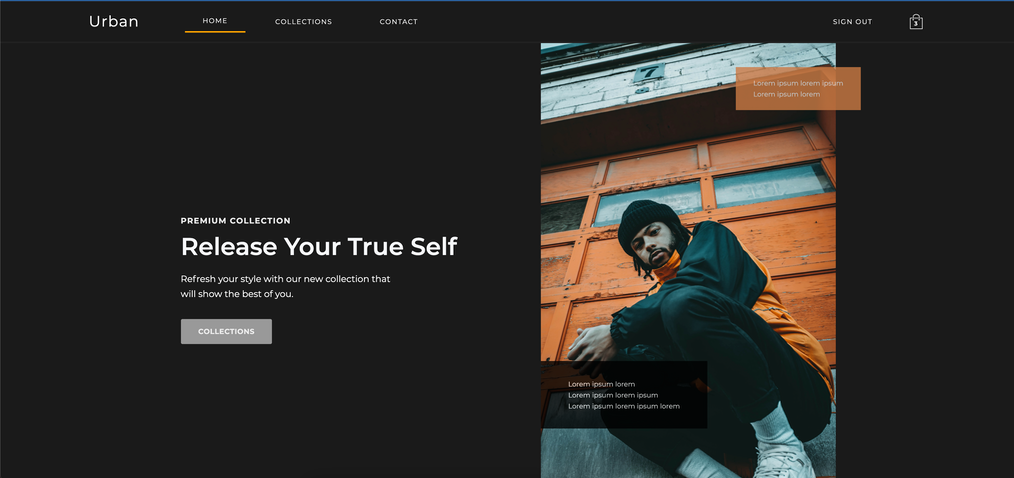 Urban
HOME
COLLECTIONS
CONTACT
SIGN OUT
3
7
Lorem ipsum lorem ipsum
Lorem ipsum lorem
PREMIUM COLLECTION
Release Your True Self
Refresh your style with our new collection that
will show the best of you.
COLLECTIONS
Lorem ipsum lorem
Lorem ipsum lorem ipsum
Lorem ipsum lorem ipsum lorem